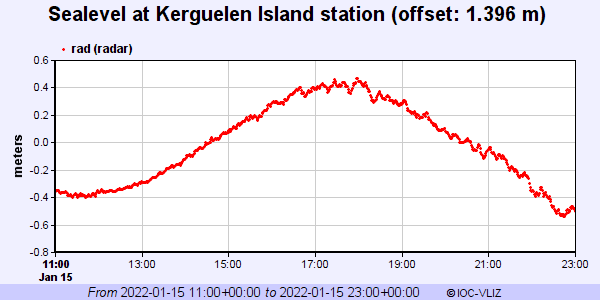 Sealevel at Kerguelen Island station (offset: 1.396 m)
rad (radar)
0.6
0.4
0.2
0.0
-0.2
-0.4
-0.6
-0.8
meters
11:00 13:00 15:00 17:00 19:00 21:00 23:00
Jan 15
From 2022-01-15 11:00+00:00 to 2022-01-15 23:00+00:00 © IOC-VLIZ